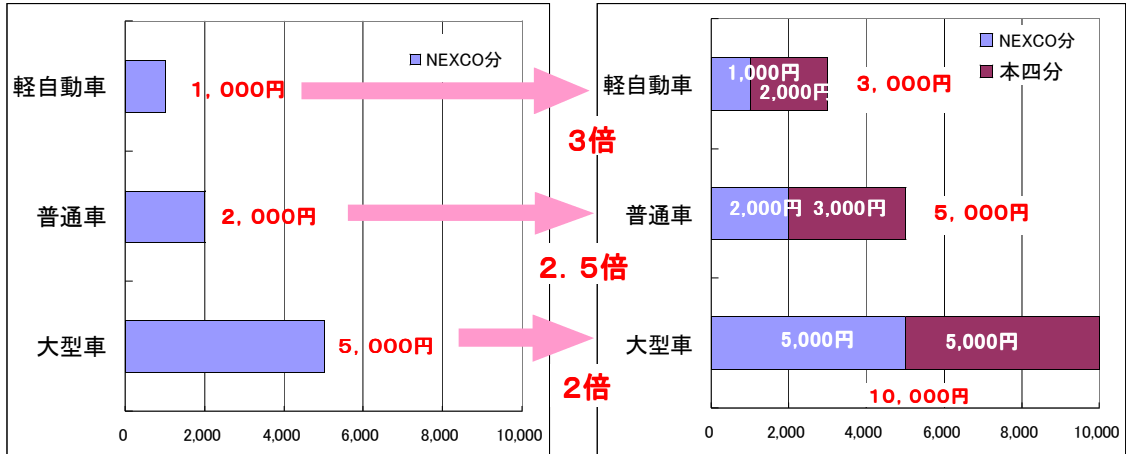 NEXCO分
軽自動車
1,000円
普通車
2,000円
大型車
5,000円
0 2,000 4,000 6,000 8,000 10,000
3倍
2.5倍
2倍
NEXCO分
本四分
軽自動車
1,000円
2,000円
3,000円
普通車
2,000円 3,000円
5,000円
大型車
5,000円 5,000円
10,000円
0 2,000 4,000 6,000 8,000 10,000